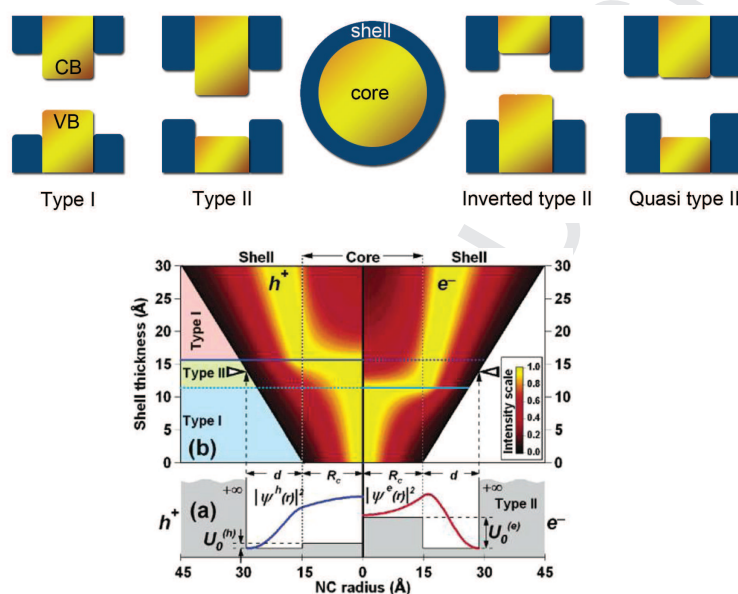 shell
core
CB
VB
Type I
Type II
Inverted type II
Quasi type II
Shell
Core
Shell
30
25
20
15
10
5
0
Shell thickness (Å)
h+
e−
30
25
20
15
10
5
0
Type I
Type II
Type I
(b)
Intensity scale
1.0
0.8
0.6
0.4
0.2
0.0
d
Rc
Rc
d
+∞
|ψh(r)|2
|ψe(r)|2
+∞
Type II
h+
(a)
e−
U0(h)
U0(e)
45
30
15
0
15
30
45
NC radius (Å)